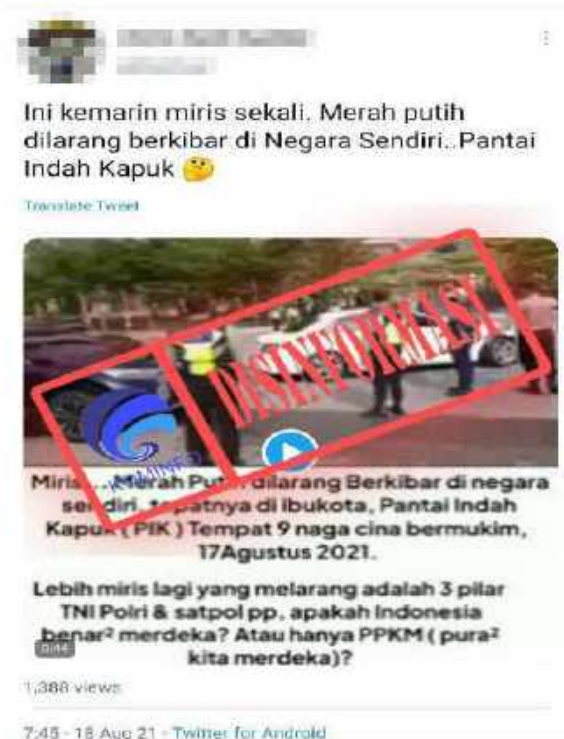 Ini kemarin miris sekali. Merah putih
dilarang berkibar di Negara Sendiri..Pantai
Indah Kapuk
Translate Tweet
DISINFORMASI
KOMINFO
Miris.... Merah Putih dilarang Berkibar di negara
sendiri, tepatnya di ibukota, Pantai Indah
Kapuk ( PIK ) Tempat 9 naga cina bermukim,
17Agustus 2021.
Lebih miris lagi yang melarang adalah 3 pilar
TNI Polri & satpol pp, apakah Indonesia
benar² merdeka? Atau hanya PPKM ( pura²
kita merdeka)?
0:44
1,388 views
7:45 - 18 Aug 21 - Twitter for Android